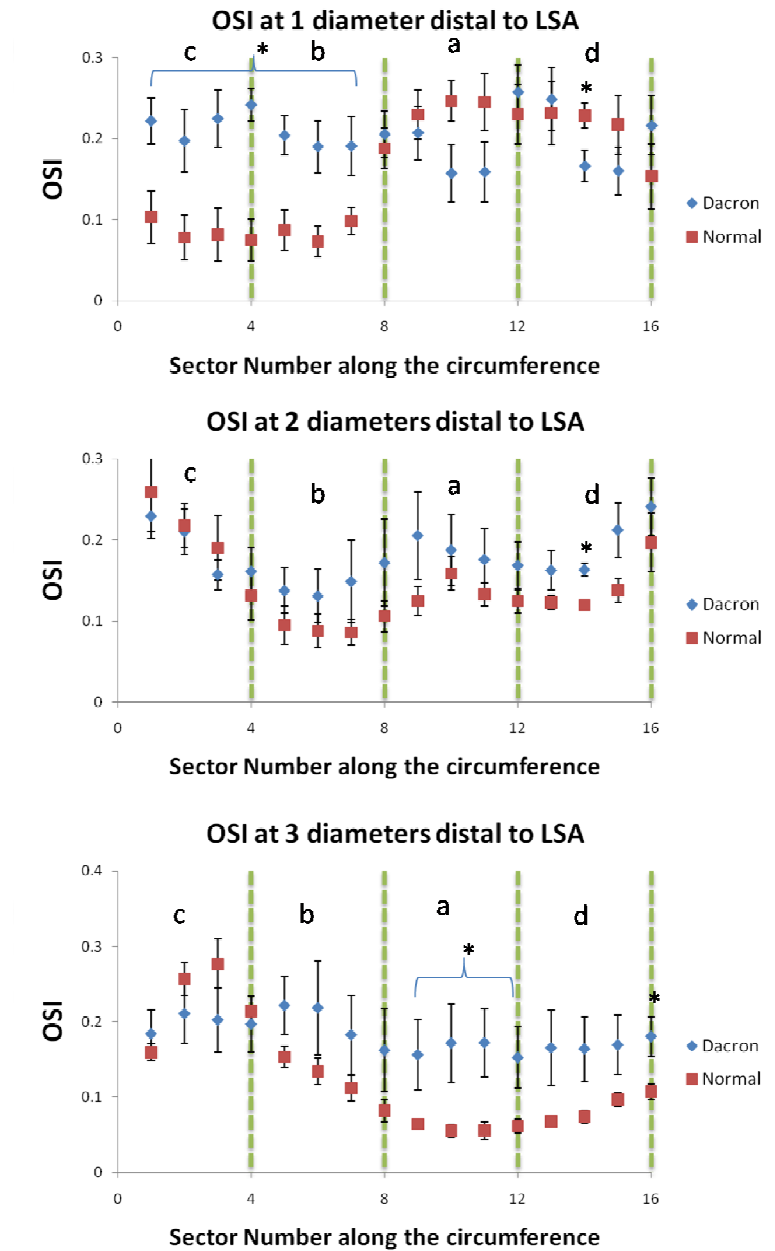 OSI at 1 diameter distal to LSA
0.3
c * b a d
*
0.2
OSI
0.1
Dacron
Normal
0
0 4 8 12 16
Sector Number along the circumference
OSI at 2 diameters distal to LSA
0.3
c b a d
0.2
*
OSI
0.1
Dacron
Normal
0
0 4 8 12 16
Sector Number along the circumference
OSI at 3 diameters distal to LSA
0.4
c b a d
0.3
*
*
OSI
0.2
Dacron
0.1
Normal
0
0 4 8 12 16
Sector Number along the circumference